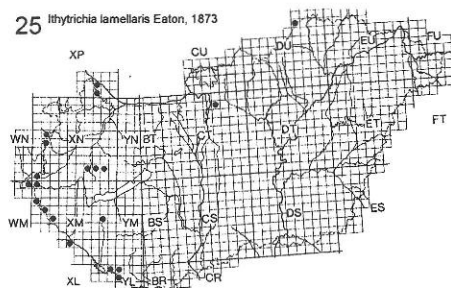 25 Ithytrichia lamellaris Eaton, 1873
XP CU DU EU FU
WN XN YN BT CT DT ET FT
WM XM YM BS CS DS ES
XL YL BR CR